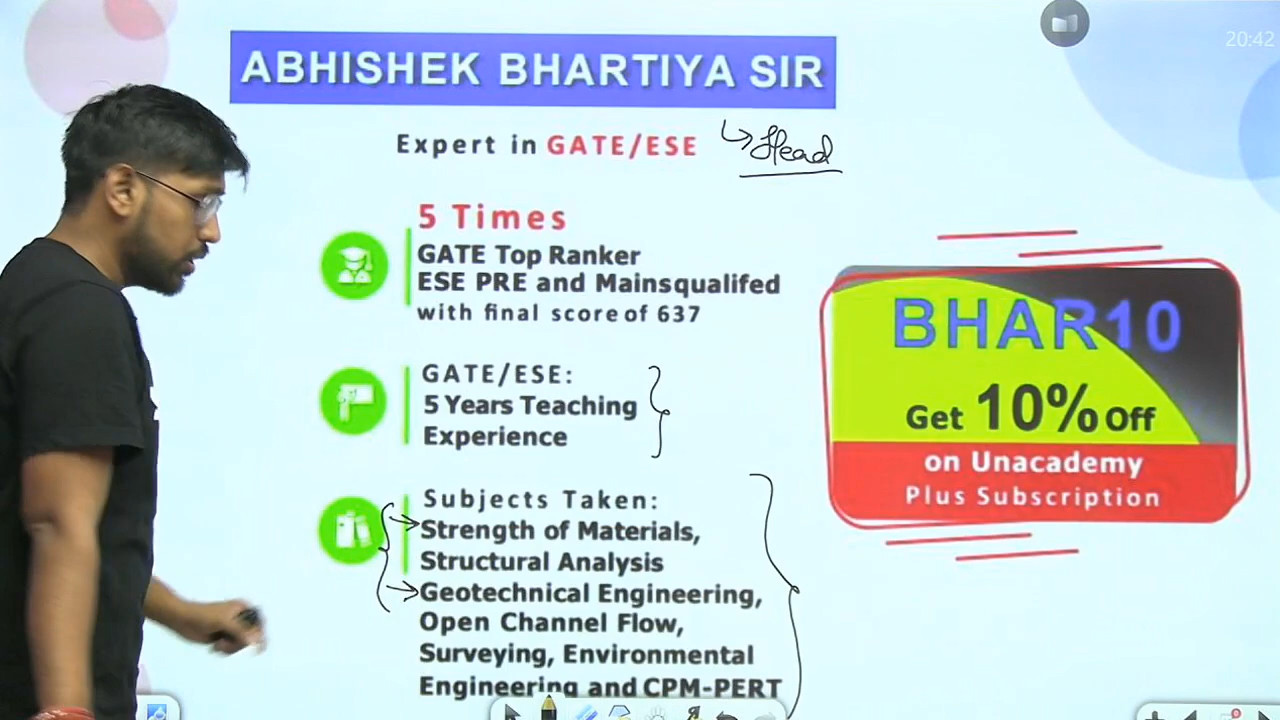 20:42
ABHISHEK BHARTIYA SIR
Expert in GATE/ESE
Head
5 Times
GATE Top Ranker
ESE PRE and Mainsqualifed
with final score of 637
GATE/ESE:
5 Years Teaching
Experience
Subjects Taken:
Strength of Materials,
Structural Analysis
Geotechnical Engineering,
Open Channel Flow,
Surveying, Environmental
Engineering and CPM-PERT
BHAR10
Get 10% Off
on Unacademy
Plus Subscription